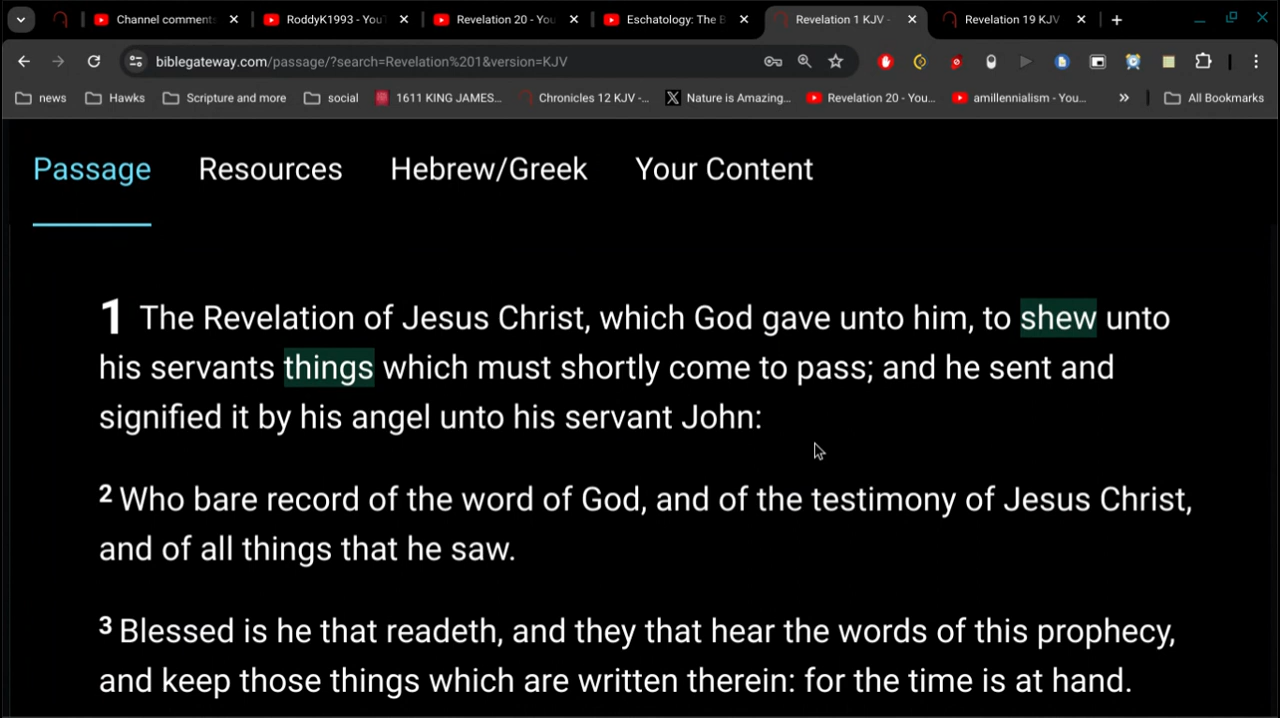 Channel comments
RoddyK1993 - You
Revelation 20 - You
Eschatology: The B
Revelation 1 KJV -
Revelation 19 KJV
biblegateway.com/passage/?search=Revelation%201&version=KJV
news
Hawks
Scripture and more
social
1611 KING JAMES...
Chronicles 12 KJV -...
Nature is Amazing...
Revelation 20 - You...
amillennialism - You...
All Bookmarks
Passage
Resources
Hebrew/Greek
Your Content
1 The Revelation of Jesus Christ, which God gave unto him, to shew unto
his servants things which must shortly come to pass; and he sent and
signified it by his angel unto his servant John:
2 Who bare record of the word of God, and of the testimony of Jesus Christ,
and of all things that he saw.
3 Blessed is he that readeth, and they that hear the words of this prophecy,
and keep those things which are written therein: for the time is at hand.